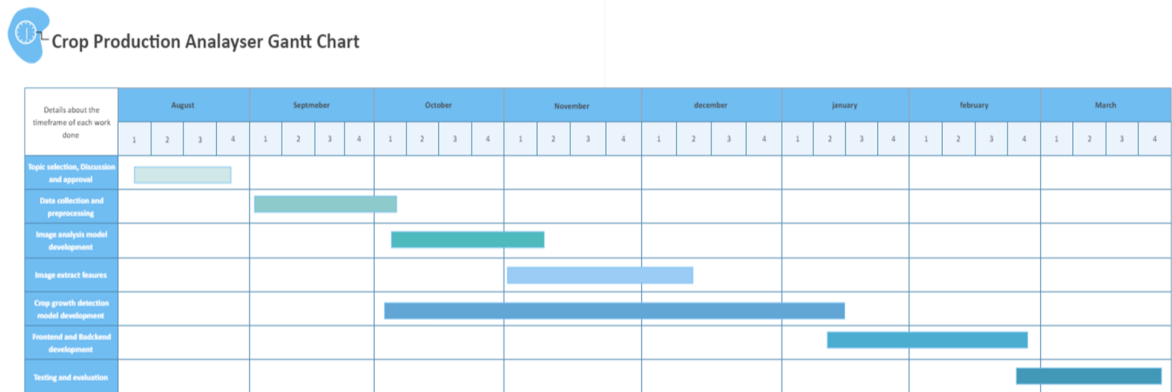 Crop Production Analayser Gantt Chart
Details about the
timeframe of each work
done
August Septmeber October November december january february March
1 2 3 4 1 2 3 4 1 2 3 4 1 2 3 4 1 2 3 4 1 2 3 4 1 2 3 4 1 2 3 4
Topic selection, Discussion
and approval
Data collection and
preprocessing
Image analysis model
development
Image extract feaures
Crop growth detection
model development
Frontend and Badckend
development
Testing and evaluation